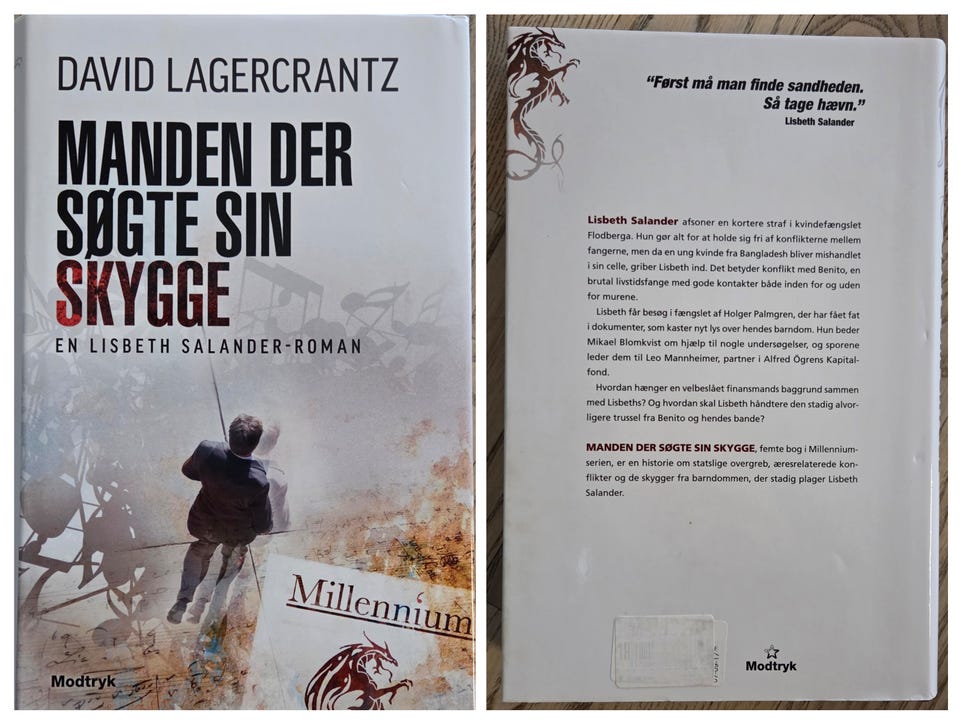 DAVID LAGERCRANTZ
MANDEN DER
SØGTE SIN
SKYGGE
EN LISBETH SALANDER-ROMAN
Millennium
Modtryk
“Først må man finde sandheden.
Så tage hævn.”
Lisbeth Salander
Lisbeth Salander afsoner en kortere straf i kvindefængslet
Flodberga. Hun gør alt for at holde sig fri af konflikterne mellem
fangerne, men da en ung kvinde fra Bangladesh bliver mishandlet
i sin celle, griber Lisbeth ind. Det betyder konflikt med Benito, en
brutal livstidsfange med gode kontakter både inden for og uden
for murene.
Lisbeth får besøg i fængslet af Holger Palmgren, der har fået fat
i dokumenter, som kaster nyt lys over hendes barndom. Hun beder
Mikael Blomkvist om hjælp til nogle undersøgelser, og sporene
leder dem til Leo Mannheimer, partner i Alfred Ögrens Kapital-
fond.
Hvordan hænger en velbeslået finansmands baggrund sammen
med Lisbeths? Og hvordan skal Lisbeth håndtere den stadig alvor-
ligere trussel fra Benito og hendes bande?
MANDEN DER SØGTE SIN SKYGGE, femte bog i Millennium-
serien, er en historie om statslige overgreb, æresrelaterede kon-
flikter og de skygger fra barndommen, der stadig plager Lisbeth
Salander.
Modtryk